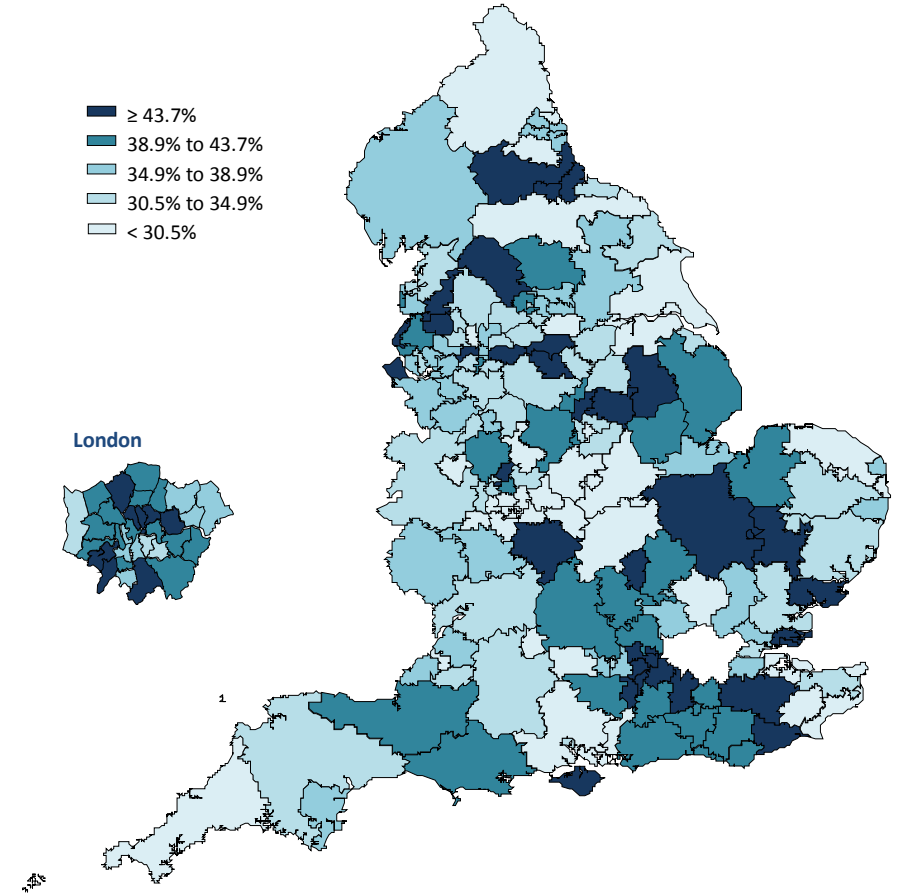 ≥ 43.7%
38.9% to 43.7%
34.9% to 38.9%
30.5% to 34.9%
< 30.5%
London
1